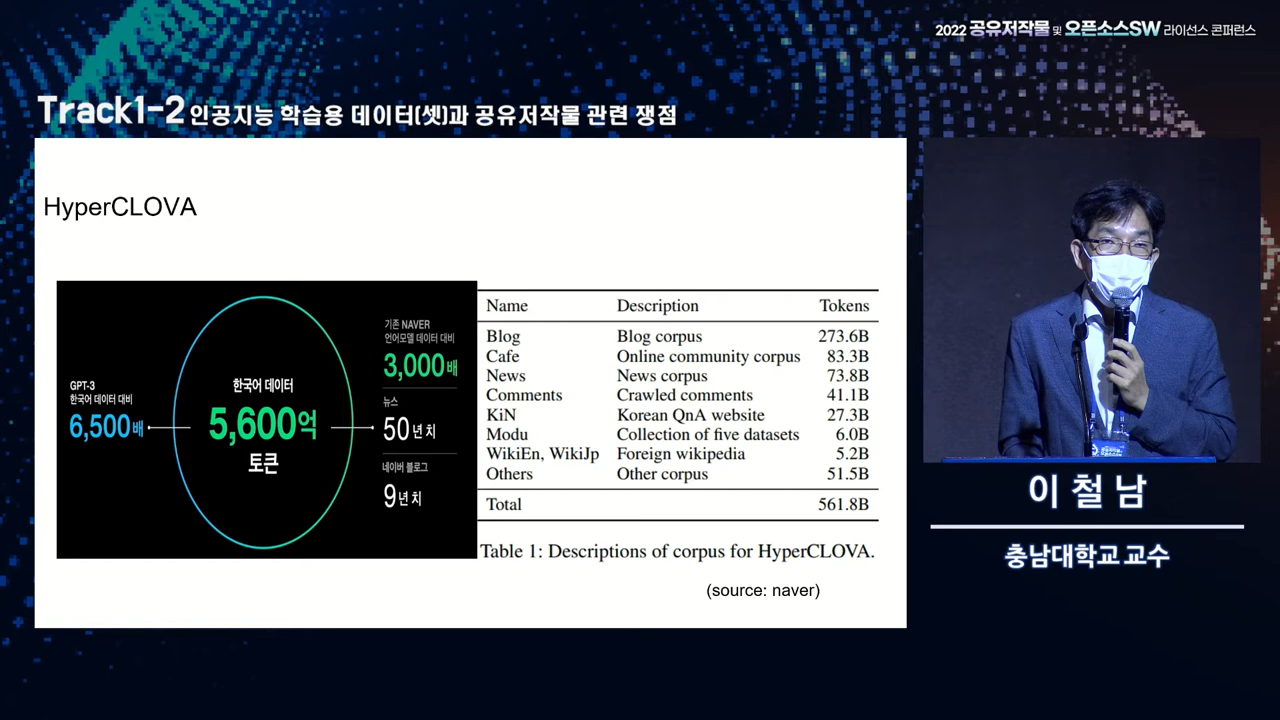 2022 공유저작물 및 오픈소스SW 라이선스 컨퍼런스
Track1-2 인공지능 학습용 데이터(셋)과 공유저작물 관련 쟁점
HyperCLOVA
GPT-3
한국어 데이터 대비
6,500배
한국어 데이터
5,600억
토큰
기존 NAVER
언어모델 데이터 대비
3,000배
뉴스
50년 치
네이버 블로그
9년 치
Name Description Tokens
Blog Blog corpus 273.6B
Cafe Online community corpus 83.3B
News News corpus 73.8B
Comments Crawled comments 41.1B
KiN Korean QnA website 27.3B
Modu Collection of five datasets 6.0B
WikiEn, WikiJp Foreign wikipedia 5.2B
Others Other corpus 51.5B
Total 561.8B
Table 1: Descriptions of corpus for HyperCLOVA.
(source: naver)
이 철 남
충남대학교 교수